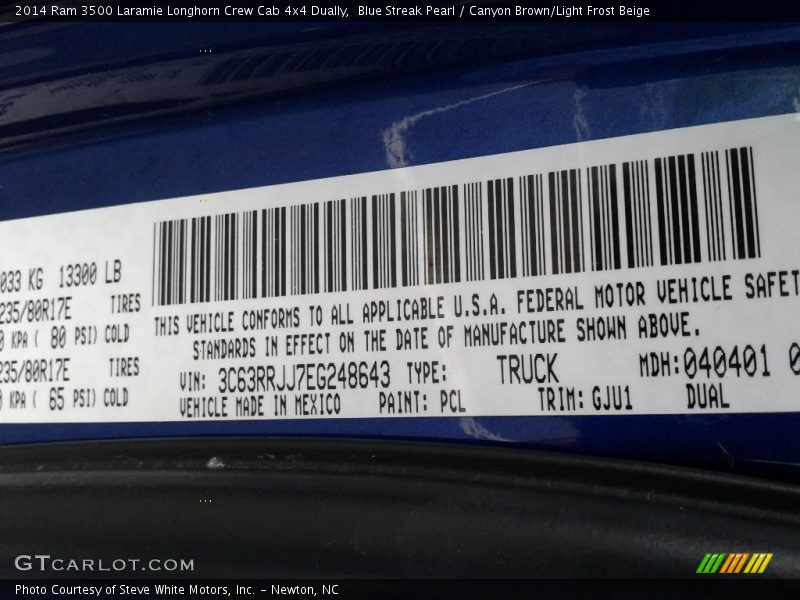 2014 Ram 3500 Laramie Longhorn Crew Cab 4x4 Dually,  Blue Streak Pearl / Canyon Brown/Light Frost Beige
033 KG  13300 LB
235/80R17E  TIRES
0 KPA ( 80 PSI) COLD
235/80R17E  TIRES
0 KPA ( 65 PSI) COLD
THIS VEHICLE CONFORMS TO ALL APPLICABLE U.S.A. FEDERAL MOTOR VEHICLE SAFET
STANDARDS IN EFFECT ON THE DATE OF MANUFACTURE SHOWN ABOVE.
VIN: 3C63RRJJ7EG248643 TYPE: TRUCK MDH:040401 0
VEHICLE MADE IN MEXICO PAINT: PCL TRIM: GJU1 DUAL
GTCARLOT.COM
Photo Courtesy of Steve White Motors, Inc. – Newton, NC